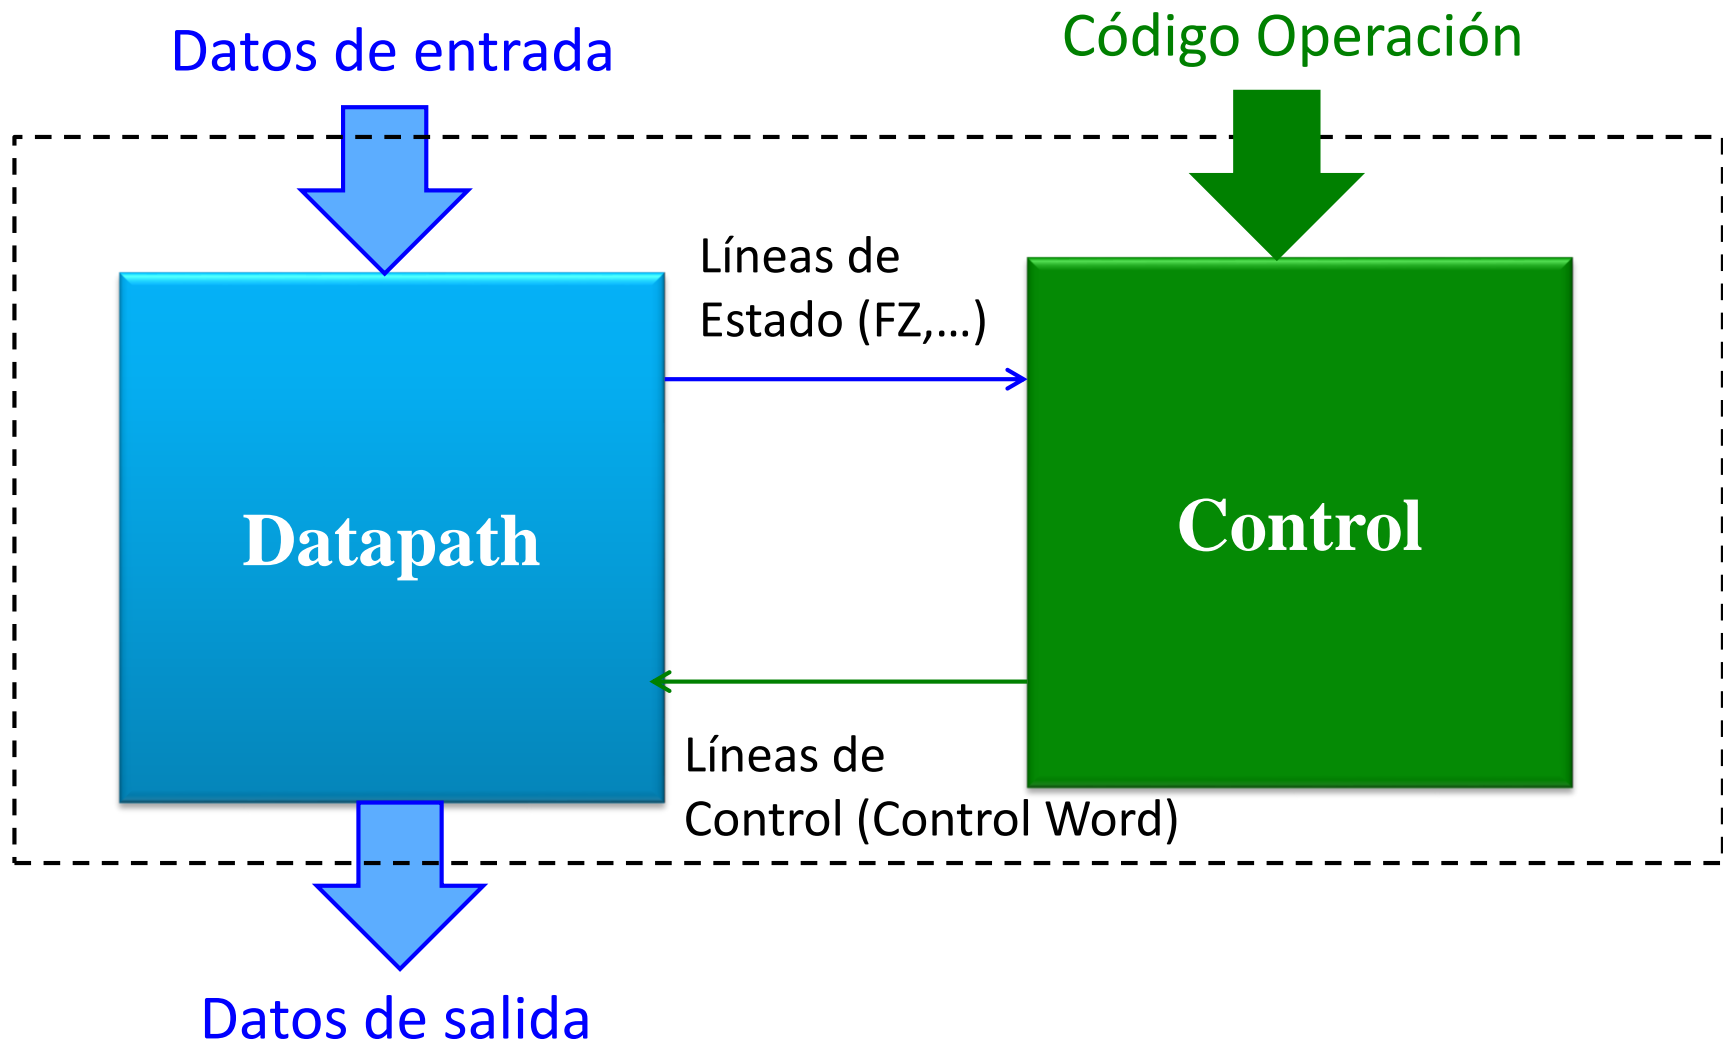 Datos de entrada
Código Operación
Líneas de
Estado (FZ,...)
Datapath
Control
Líneas de
Control (Control Word)
Datos de salida